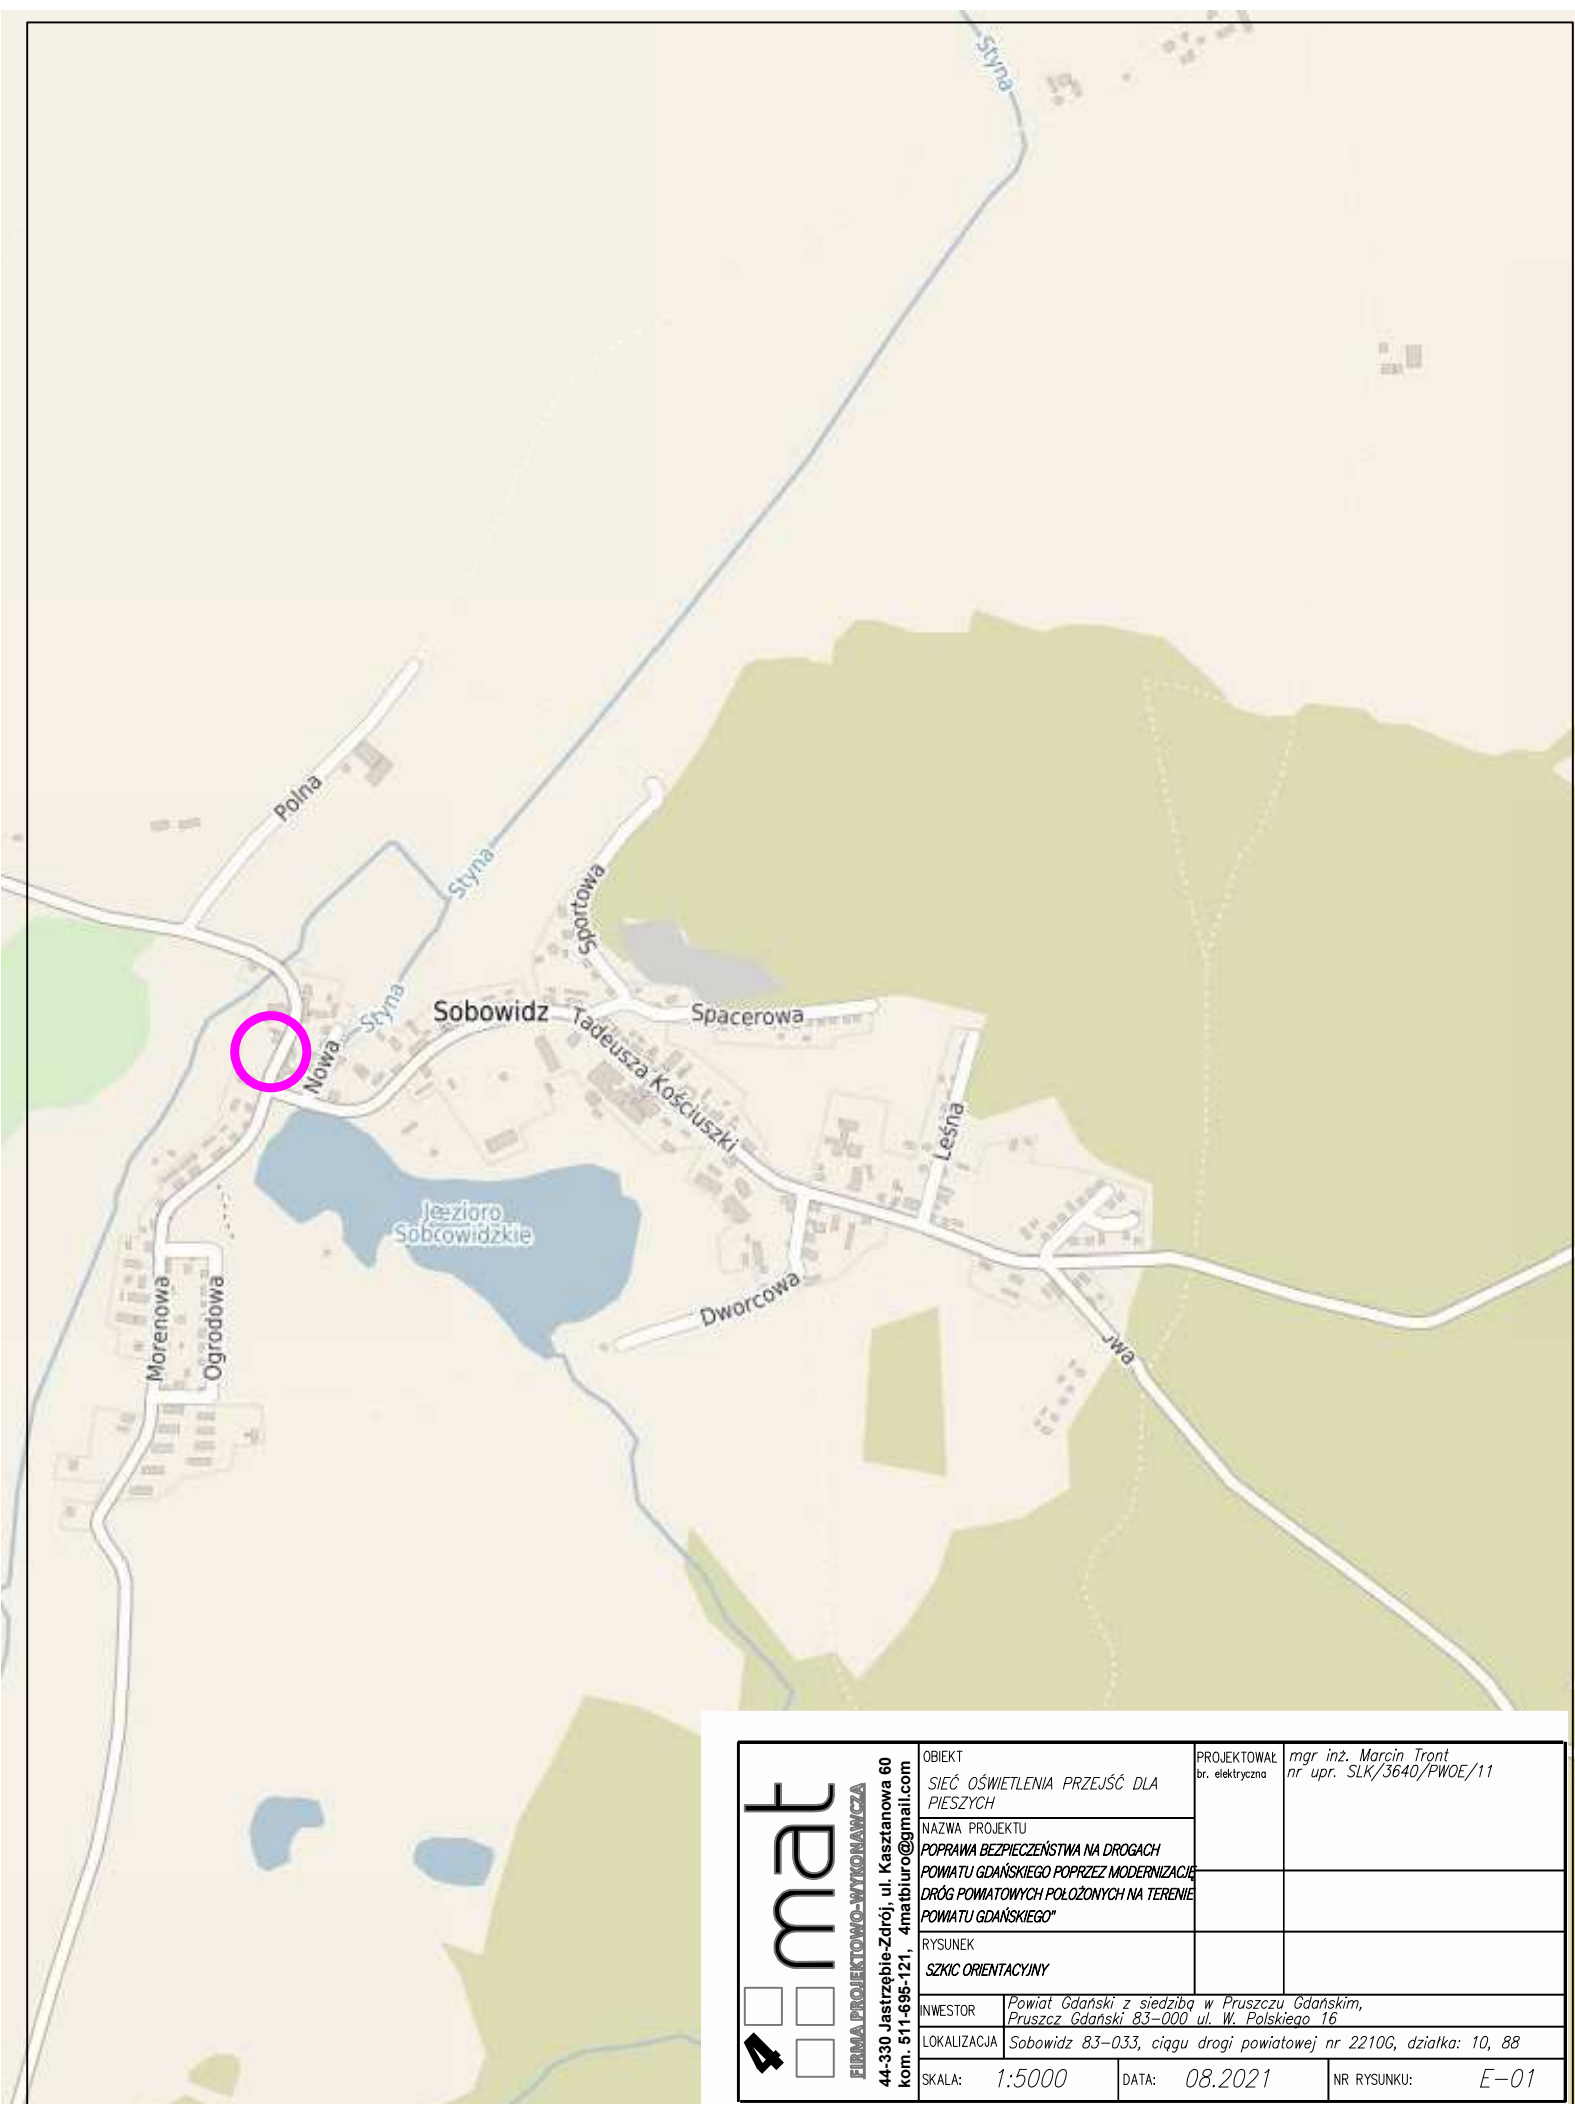 Styna
Polna
Styna
Sportowa
Styna
Sobowidz
Spacerowa
Tadeusza Kościuszki
Nowa
Leśna
Jeezioro
Sobcowidzkie
Dworcowa
Morenowa
Ogrodowa
owa
4 mat
FIRMA PROJEKTOWO-WYKONAWCZA
44-330 Jastrzębie-Zdrój, ul. Kasztanowa 60
kom. 511-695-121, 4matbiuro@gmail.com
OBIEKT
SIEĆ OŚWIETLENIA PRZEJŚĆ DLA
PIESZYCH
PROJEKTOWAŁ
br. elektryczna
mgr inż. Marcin Tront
nr upr. SLK/3640/PWOE/11
NAZWA PROJEKTU
POPRAWA BEZPIECZEŃSTWA NA DROGACH
POWIATU GDAŃSKIEGO POPRZEZ MODERNIZACJĘ
DRÓG POWIATOWYCH POŁOŻONYCH NA TERENIE
POWIATU GDAŃSKIEGO"
RYSUNEK
SZKIC ORIENTACYJNY
INWESTOR
Powiat Gdański z siedzibą w Pruszczu Gdańskim,
Pruszcz Gdański 83-000 ul. W. Polskiego 16
LOKALIZACJA
Sobowidz 83-033, ciągu drogi powiatowej nr 2210G, działka: 10, 88
SKALA: 1:5000
DATA: 08.2021
NR RYSUNKU: E-01